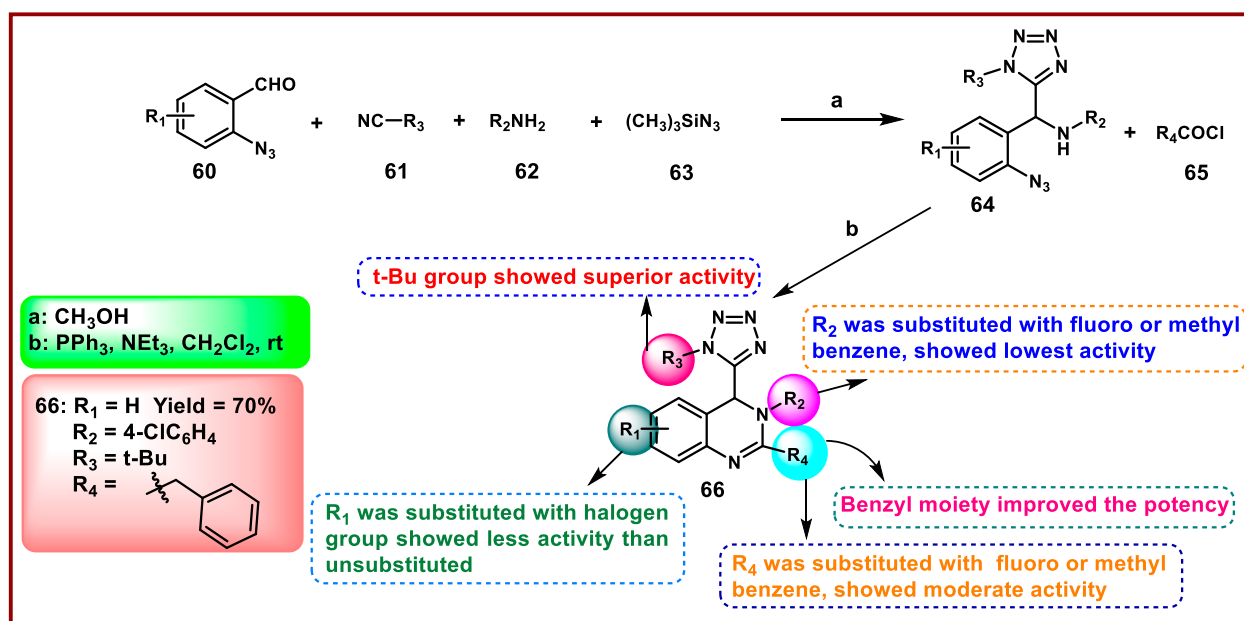 CHO
R1
N3
60
+
NC—R3
61
+
R2NH2
62
+
(CH3)3SiN3
63
a
N=N
N
N
R3
R2
N
H
R1
N3
64
+
R4COCl
65
b
t-Bu group showed superior activity
a: CH3OH
b: PPh3, NEt3, CH2Cl2, rt
R2 was substituted with fluoro or methyl
benzene, showed lowest activity
N=N
N
N
R3
R2
N
R1
N
R4
66
66: R1 = H Yield = 70%
R2 = 4-ClC6H4
R3 = t-Bu
R4 =
Benzyl moiety improved the potency
R1 was substituted with halogen
group showed less activity than
unsubstituted
R4 was substituted with fluoro or methyl
benzene, showed moderate activity